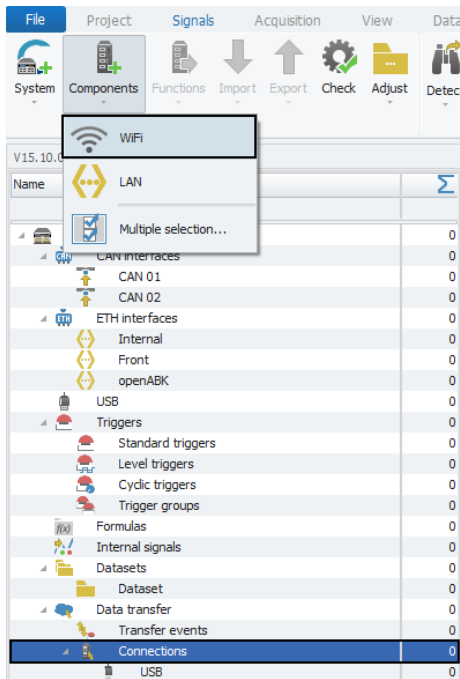 File Project Signals Acquisition View Data
System Components Functions Import Export Check Adjust Detec
WiFi
V15.10.0
LAN
Name Σ
Multiple selection...
0
CAN interfaces 0
CAN 01 0
CAN 02 0
ETH interfaces 0
Internal 0
Front 0
openABK 0
USB 0
Triggers 0
Standard triggers 0
Level triggers 0
Cyclic triggers 0
Trigger groups 0
f(x) Formulas 0
Internal signals 0
Datasets 0
Dataset 0
Data transfer 0
Transfer events 0
Connections 0
USB 0